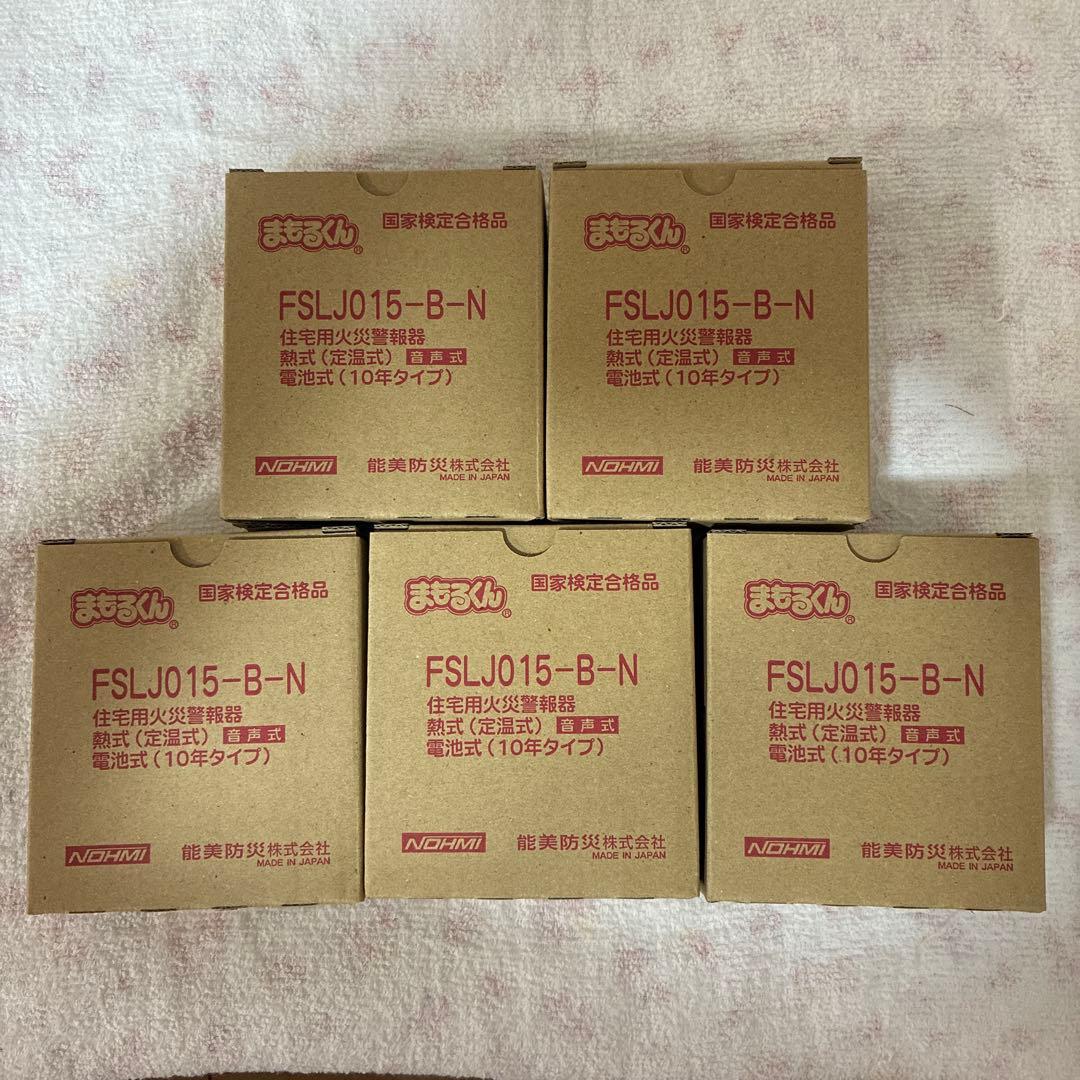 まもるくん®
国家検定合格品
FSLJ015-B-N
住宅用火災警報器
熱式(定温式) 音声式
電池式(10年タイプ)
NOHMI 能美防災株式会社
MADE IN JAPAN
まもるくん®
国家検定合格品
FSLJ015-B-N
住宅用火災警報器
熱式(定温式) 音声式
電池式(10年タイプ)
NOHMI 能美防災株式会社
MADE IN JAPAN
まもるくん®
国家検定合格品
FSLJ015-B-N
住宅用火災警報器
熱式(定温式) 音声式
電池式(10年タイプ)
NOHMI 能美防災株式会社
MADE IN JAPAN
まもるくん®
国家検定合格品
FSLJ015-B-N
住宅用火災警報器
熱式(定温式) 音声式
電池式(10年タイプ)
NOHMI 能美防災株式会社
MADE IN JAPAN
まもるくん®
国家検定合格品
FSLJ015-B-N
住宅用火災警報器
熱式(定温式) 音声式
電池式(10年タイプ)
NOHMI 能美防災株式会社
MADE IN JAPAN